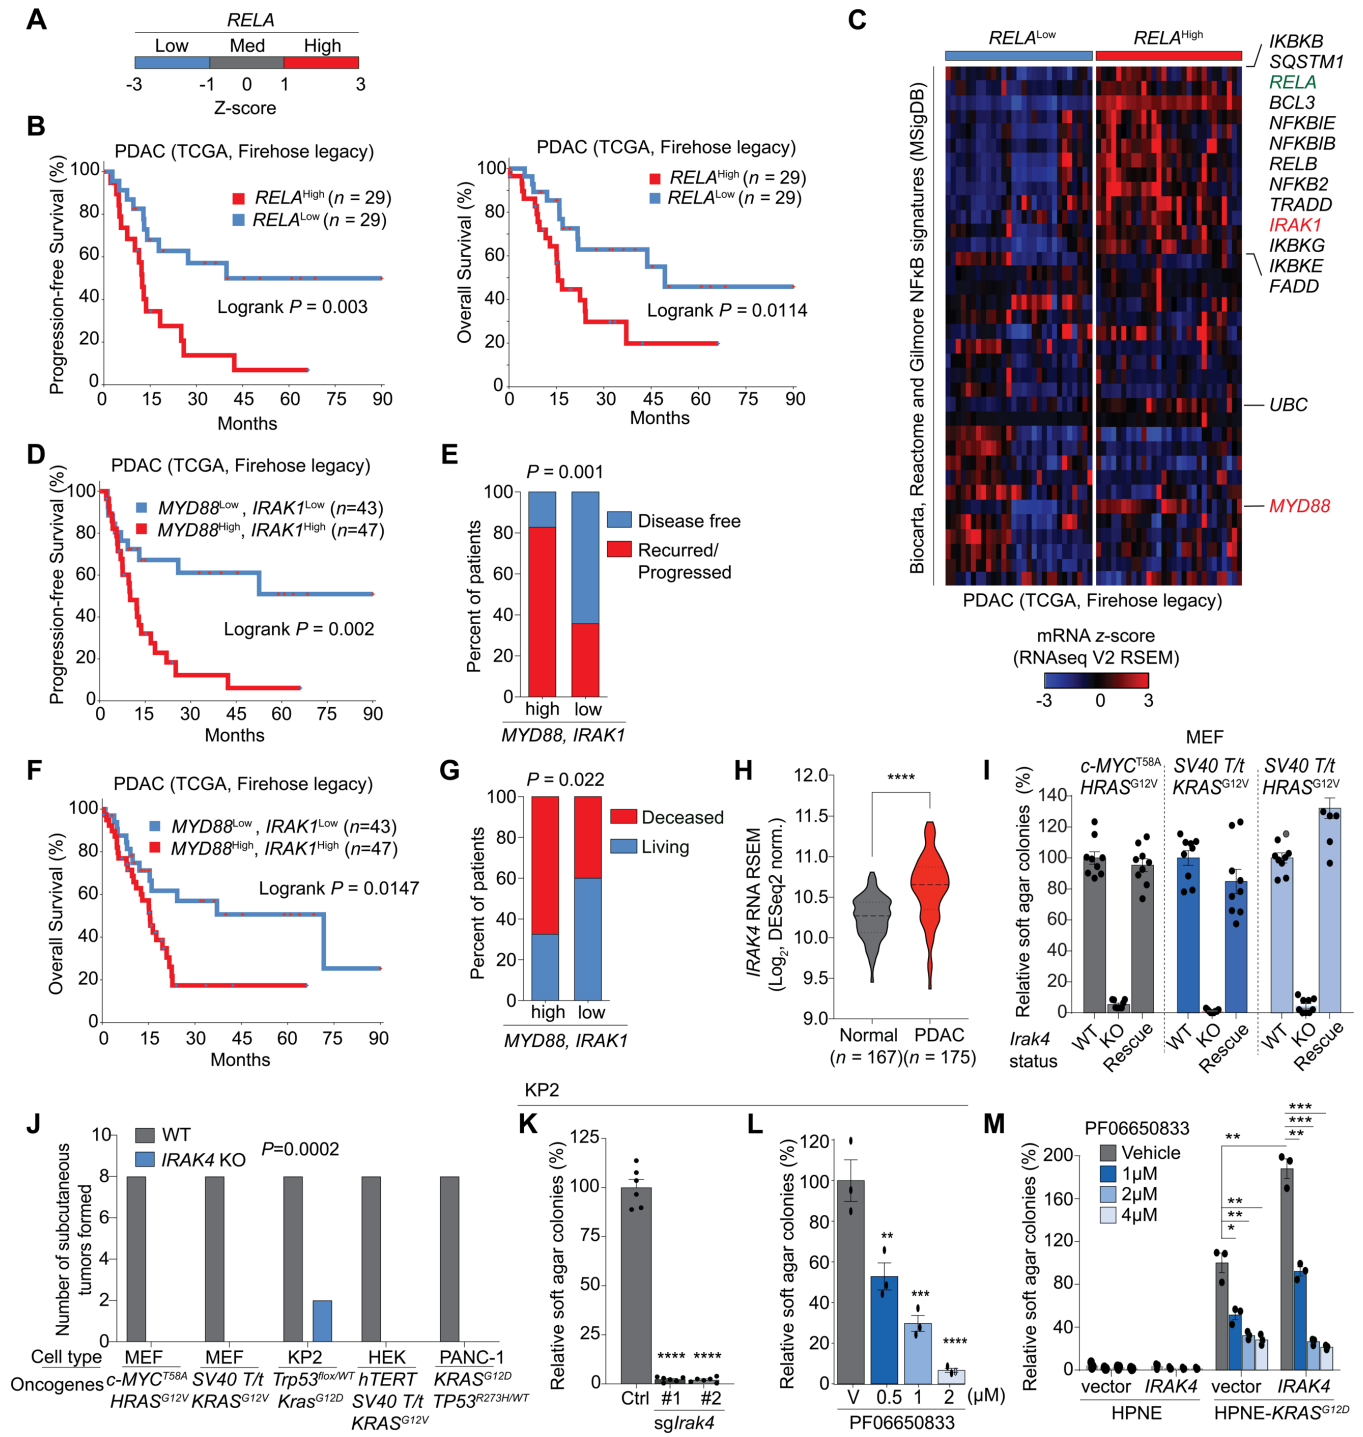 A
RELA
Low Med High
-3 -1 0 1 3
Z-score
B
PDAC (TCGA, Firehose legacy)
Progression-free Survival (%)
100
80
60
40
20
0
RELAHigh (n = 29)
RELALow (n = 29)
Logrank P = 0.003
0 15 30 45 60 75 90
Months
PDAC (TCGA, Firehose legacy)
Overall Survival (%)
100
80
60
40
20
0
RELAHigh (n = 29)
RELALow (n = 29)
Logrank P = 0.0114
0 15 30 45 60 75 90
Months
C
RELALow RELAHigh
Biocarta, Reactome and Gilmore NFκB signatures (MSigDB)
IKBKB
SQSTM1
RELA
BCL3
NFKBIE
NFKBIB
RELB
NFKB2
TRADD
IRAK1
IKBKG
IKBKE
FADD
UBC
MYD88
PDAC (TCGA, Firehose legacy)
mRNA z-score
(RNAseq V2 RSEM)
-3 0 3
D
PDAC (TCGA, Firehose legacy)
Progression-free Survival (%)
100
80
60
40
20
0
MYD88Low, IRAK1Low (n=43)
MYD88High, IRAK1High (n=47)
Logrank P = 0.002
0 15 30 45 60 75 90
Months
E
P = 0.001
Percent of patients
100
80
60
40
20
0
Disease free
Recurred/
Progressed
high low
MYD88, IRAK1
F
PDAC (TCGA, Firehose legacy)
Overall Survival (%)
100
80
60
40
20
0
MYD88Low, IRAK1Low (n=43)
MYD88High, IRAK1High (n=47)
Logrank P = 0.0147
0 15 30 45 60 75 90
Months
G
P = 0.022
Percent of patients
100
80
60
40
20
0
Deceased
Living
high low
MYD88, IRAK1
H
IRAK4 RNA RSEM
(Log2, DESeq2 norm.)
12.0
11.0
10.5
10.0
9.5
9.0
****
Normal PDAC
(n = 167) (n = 175)
I
MEF
c-MYCT58A SV40 T/t SV40 T/t
HRASG12V KRASG12V HRASG12V
Relative soft agar colonies (%)
140
120
100
80
60
40
20
0
Irak4
status
WT KO Rescue WT KO Rescue WT KO Rescue
J
Number of subcutaneous
tumors formed
10
8
6
4
2
0
WT
IRAK4 KO
P=0.0002
Cell type MEF MEF KP2 HEK PANC-1
Oncogenes c-MYCT58A SV40 T/t Trp53flox/WT hTERT KRASG12D
HRASG12V KRASG12V KrasG12D SV40 T/t TP53R273H/WT
KRASG12V
KP2
K
Relative soft agar colonies (%)
125
100
75
50
25
0
**** ****
Ctrl #1 #2
sgIrak4
L
Relative soft agar colonies (%)
120
100
80
60
40
20
0
**
***
****
V 0.5 1 2 (μM)
PF06650833
M
PF06650833
Vehicle
1μM
2μM
4μM
Relative soft agar colonies (%)
200
160
120
80
40
0
***
***
**
**
**
**
*
vector IRAK4 vector IRAK4
HPNE HPNE-KRASG12D